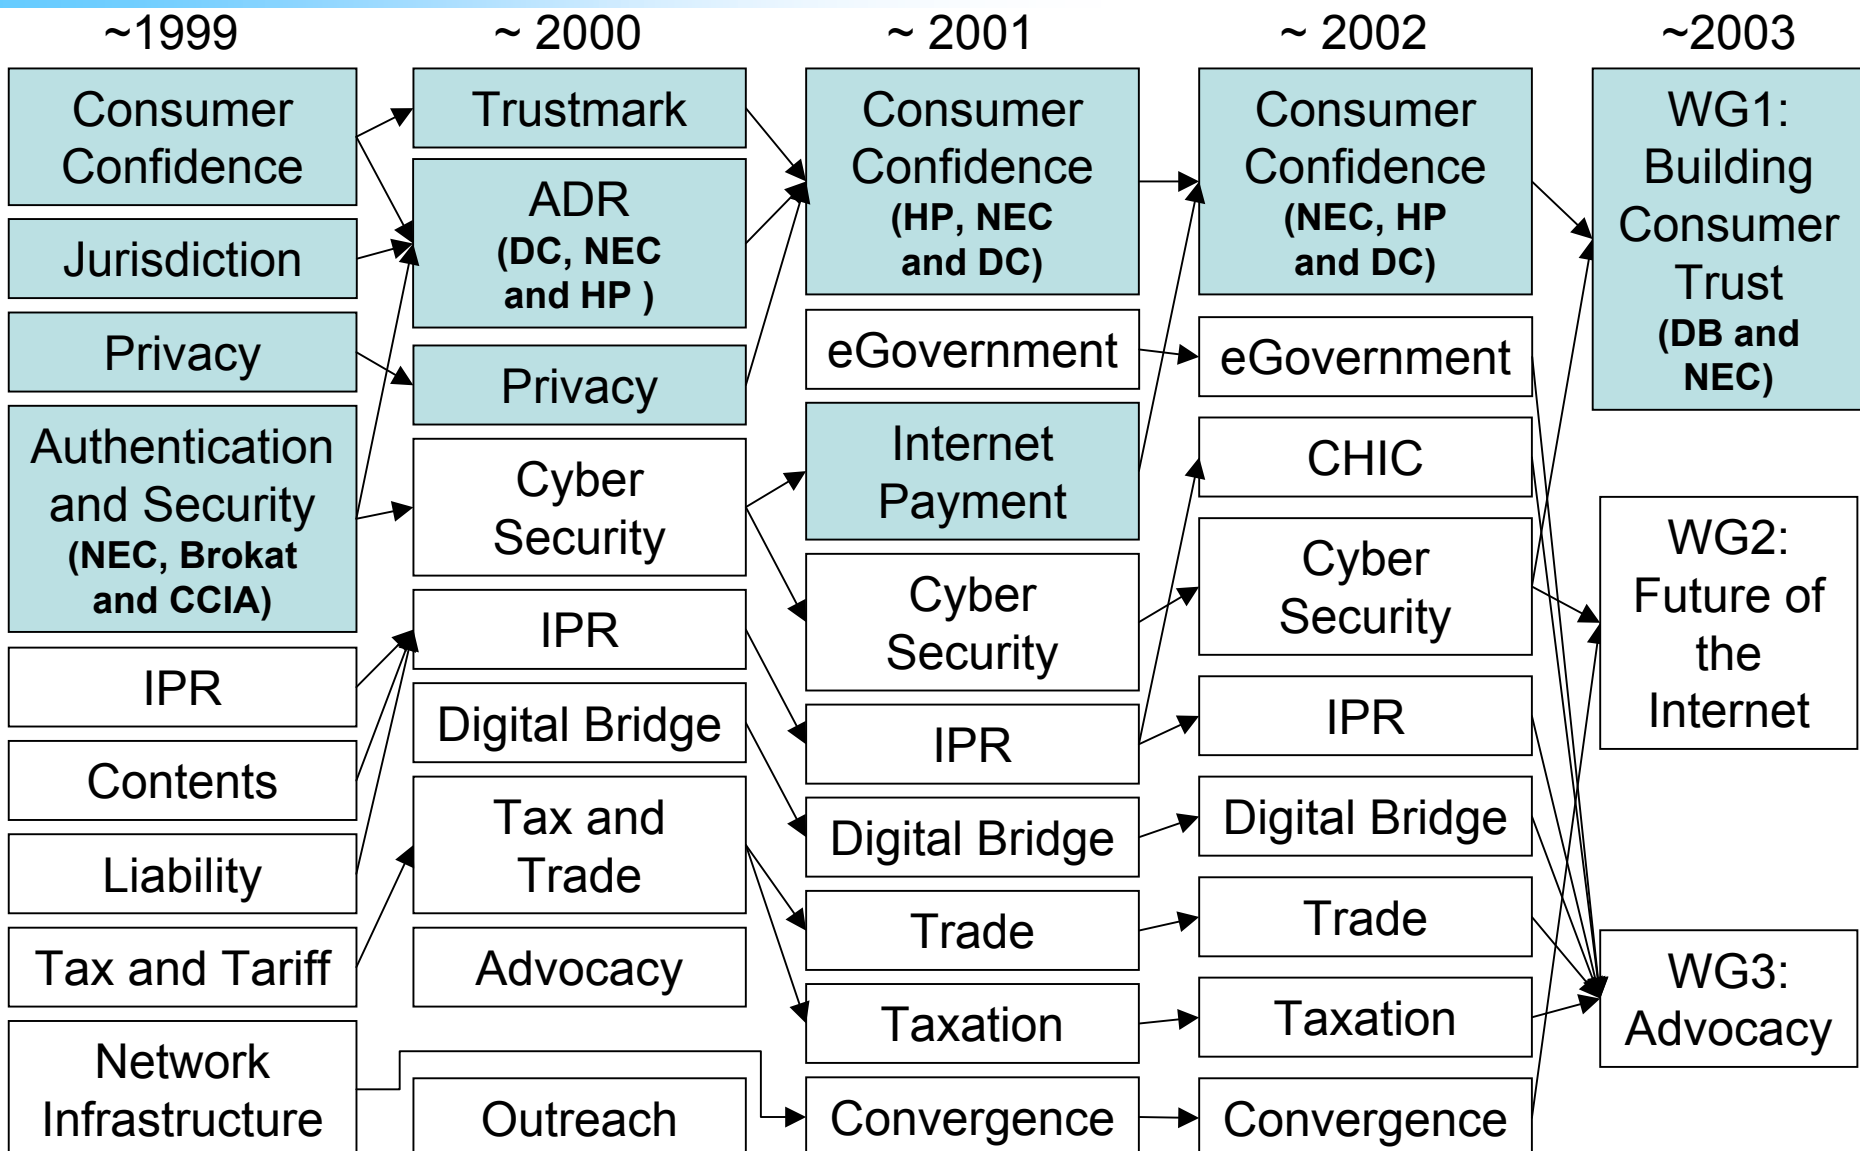 ~1999
~ 2000
~ 2001
~ 2002
~2003
Consumer
Confidence
Jurisdiction
Privacy
Authentication
and Security
(NEC, Brokat
and CCIA)
IPR
Contents
Liability
Tax and Tariff
Network
Infrastructure
Trustmark
ADR
(DC, NEC
and HP )
Privacy
Cyber
Security
IPR
Digital Bridge
Tax and
Trade
Advocacy
Outreach
Consumer
Confidence
(HP, NEC
and DC)
eGovernment
Internet
Payment
Cyber
Security
IPR
Digital Bridge
Trade
Taxation
Convergence
Consumer
Confidence
(NEC, HP
and DC)
eGovernment
CHIC
Cyber
Security
IPR
Digital Bridge
Trade
Taxation
Convergence
WG1:
Building
Consumer
Trust
(DB and
NEC)
WG2:
Future of
the
Internet
WG3:
Advocacy